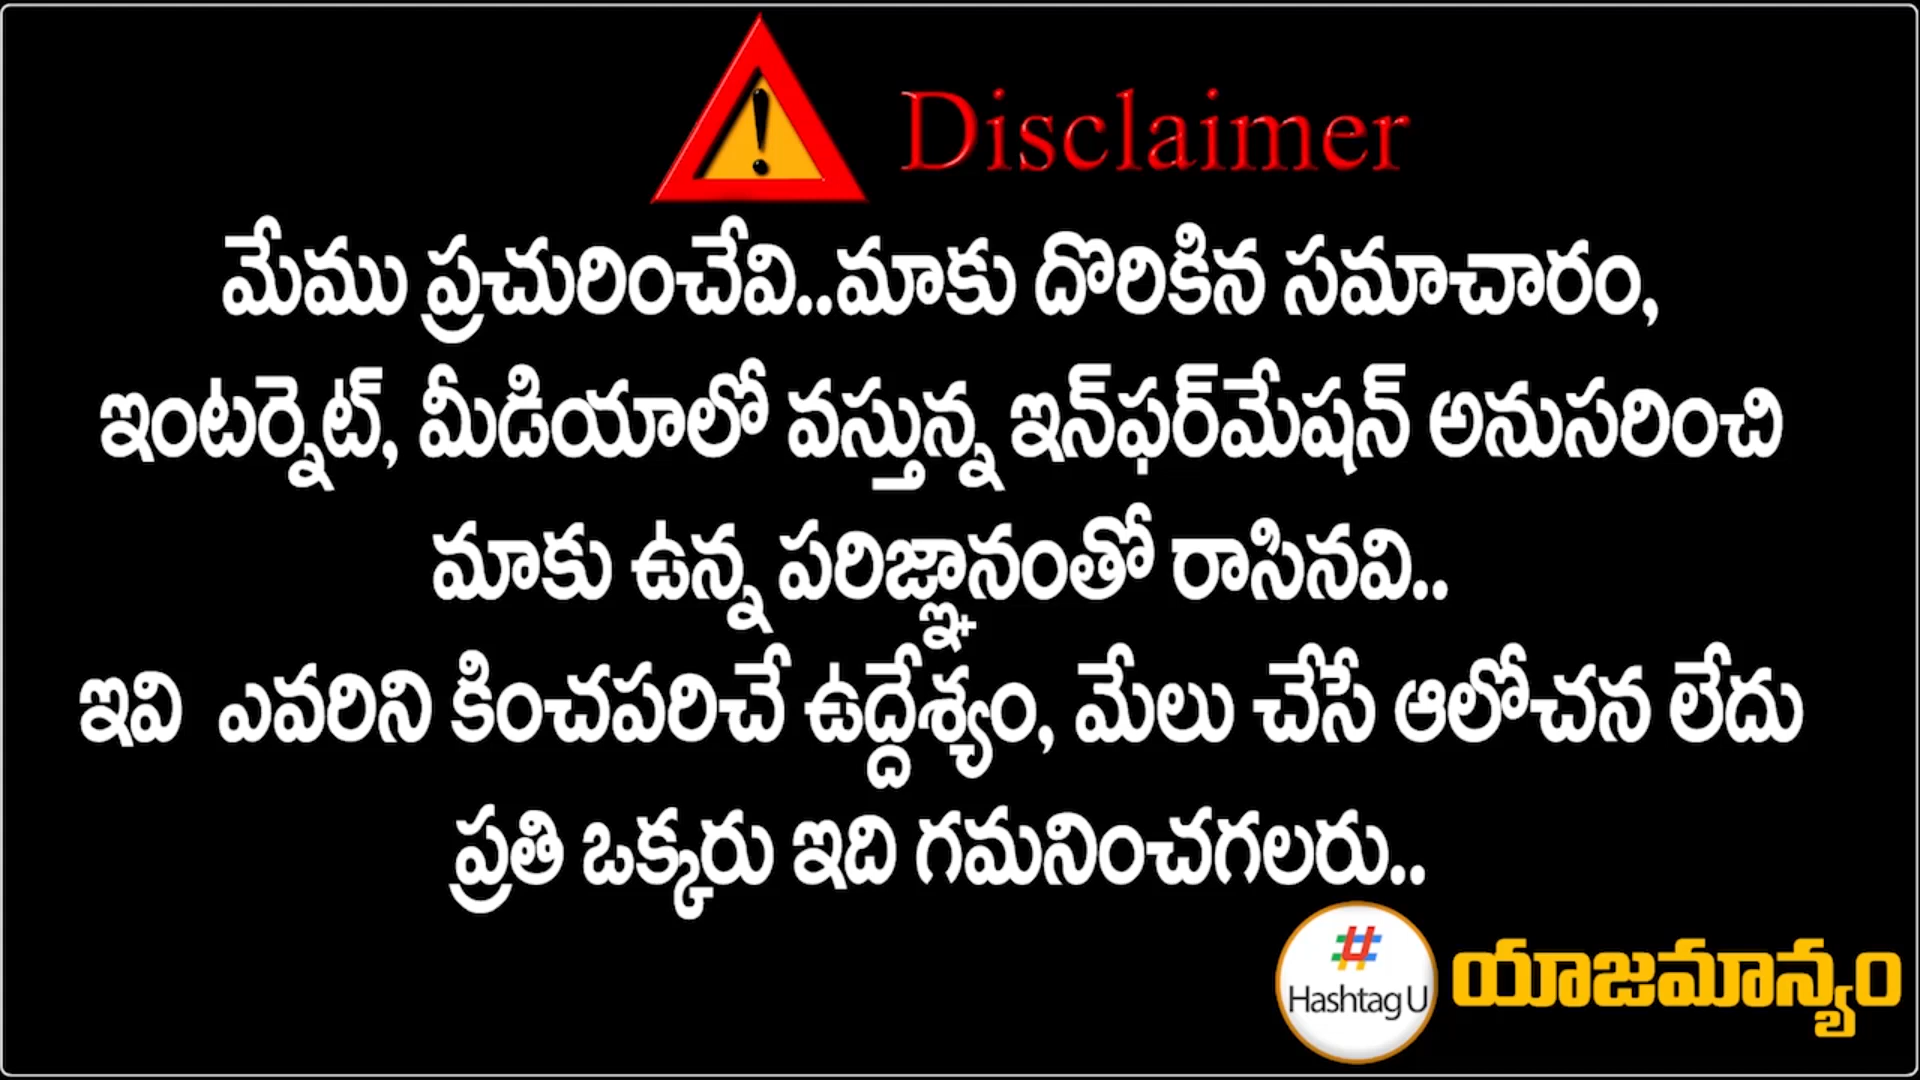 Disclaimer
మేము ప్రచురించేవి..మాకు దొరికిన సమాచారం,
ఇంటర్నెట్, మీడియాలో వస్తున్న ఇన్‌ఫర్‌మేషన్ అనుసరించి
మాకు ఉన్న పరిజ్ఞానంతో రాసినవి..
ఇవి ఎవరిని కించపరిచే ఉద్దేశ్యం, మేలు చేసే ఆలోచన లేదు
ప్రతి ఒక్కరు ఇది గమనించగలరు..
Hashtag U
యాజమాన్యం